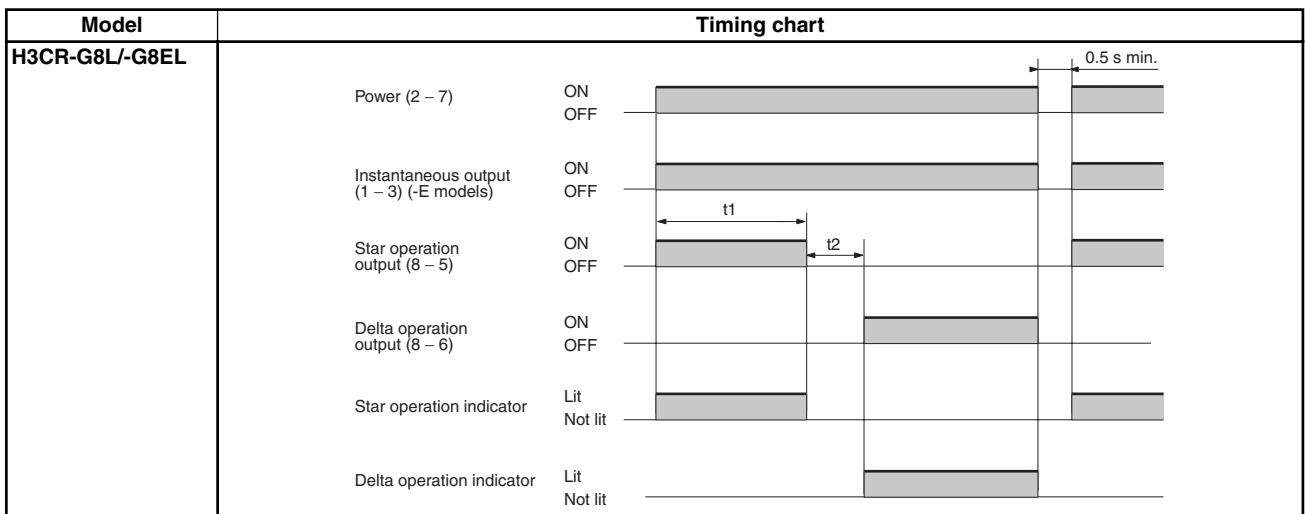 Model
Timing chart
H3CR-G8L/-G8EL
0.5 s min.
Power (2 – 7)
ON
OFF
Instantaneous output
(1 – 3) (-E models)
ON
OFF
t1
Star operation
output (8 – 5)
ON
OFF
t2
Delta operation
output (8 – 6)
ON
OFF
Star operation indicator
Lit
Not lit
Delta operation indicator
Lit
Not lit